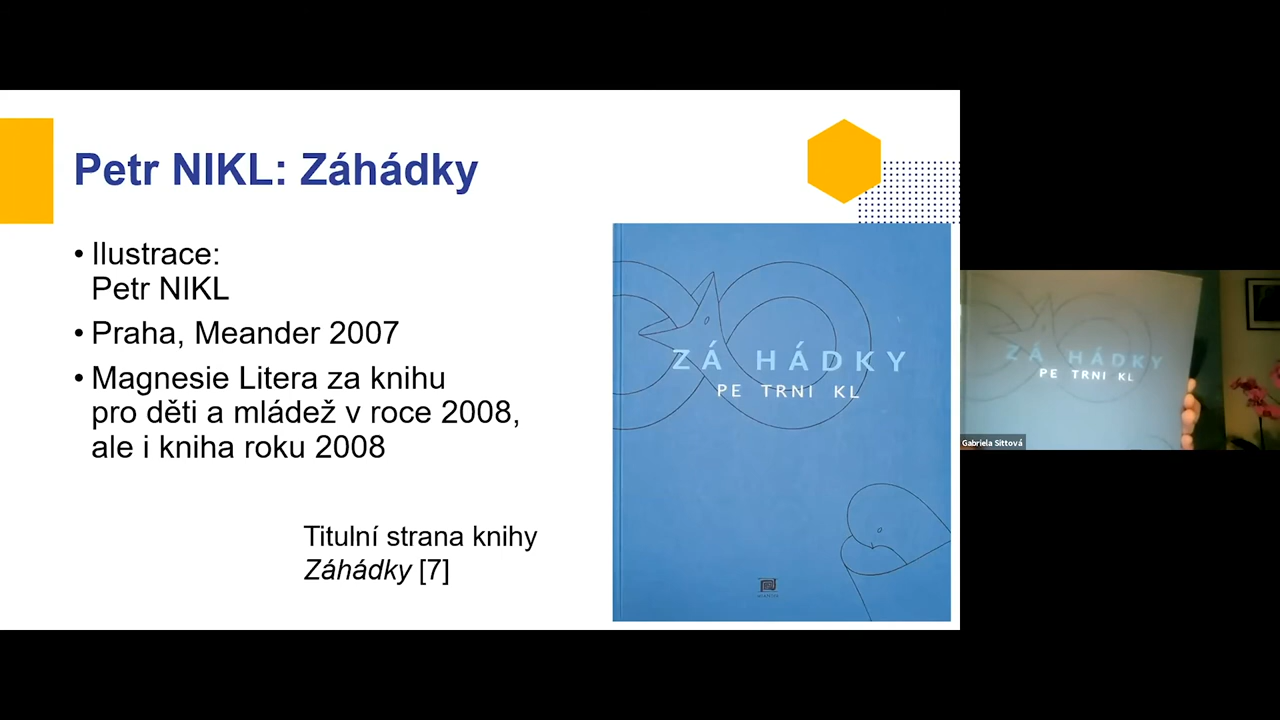 Petr NIKL: Záhádky
• Ilustrace:
Petr NIKL
• Praha, Meander 2007
• Magnesie Litera za knihu
pro děti a mládež v roce 2008,
ale i kniha roku 2008
Titulní strana knihy
Záhádky [7]
ZÁ HÁDKY
PE TRNI KL
ZÁ HÁDKY
PE TRNI KL
Gabriela Sittová